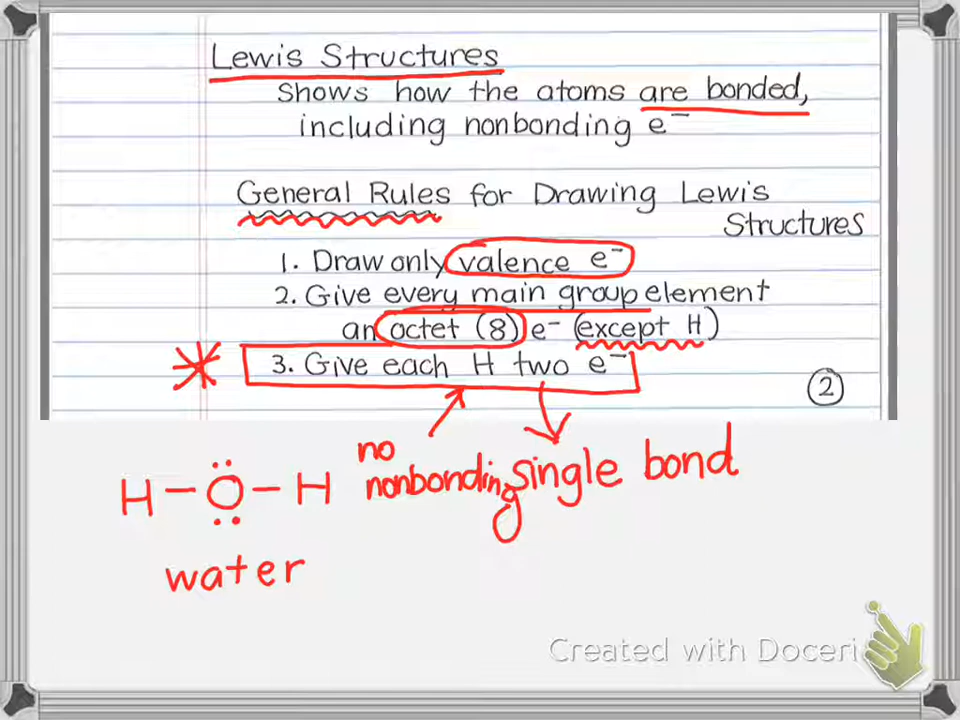 Lewis Structures
Shows how the atoms are bonded,
including nonbonding e⁻
General Rules for Drawing Lewis
Structures
1. Draw only valence e⁻
2. Give every main group element
an octet (8) e⁻ (except H)
3. Give each H two e⁻
2
no
nonbonding
single bond
H – Ö – H
water
Created with Doceri